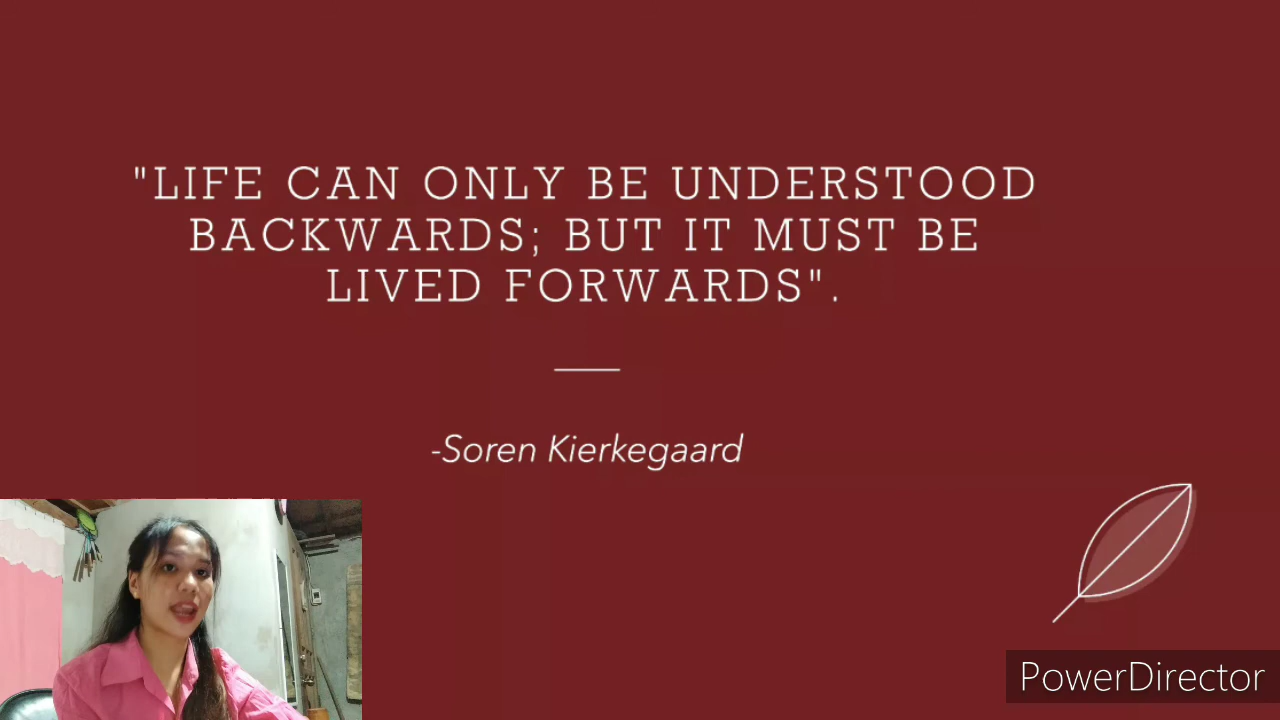 "LIFE CAN ONLY BE UNDERSTOOD
BACKWARDS; BUT IT MUST BE
LIVED FORWARDS".
-Soren Kierkegaard
PowerDirector